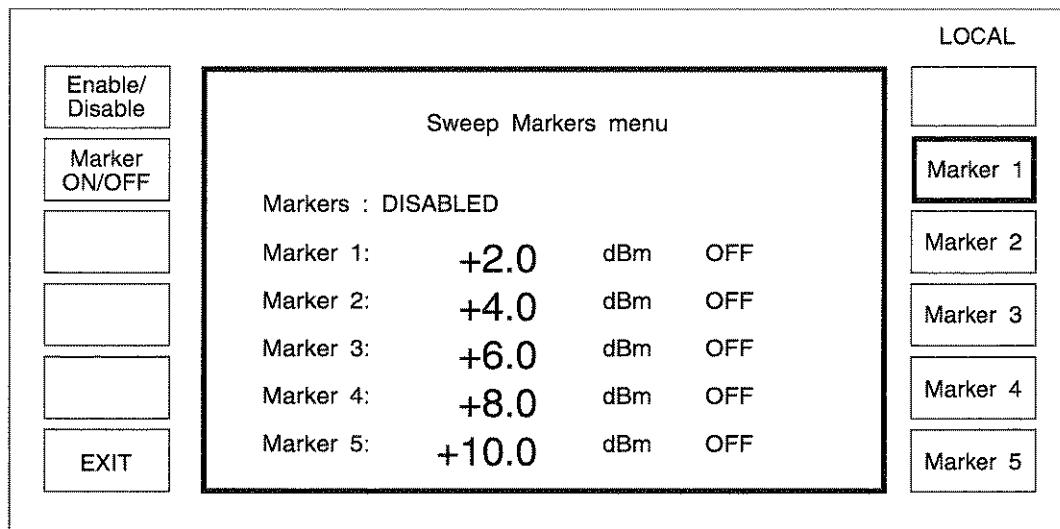 LOCAL
Enable/
Disable
Marker
ON/OFF
EXIT
Sweep Markers menu
Markers : DISABLED
Marker 1: +2.0 dBm OFF
Marker 2: +4.0 dBm OFF
Marker 3: +6.0 dBm OFF
Marker 4: +8.0 dBm OFF
Marker 5: +10.0 dBm OFF
Marker 1
Marker 2
Marker 3
Marker 4
Marker 5